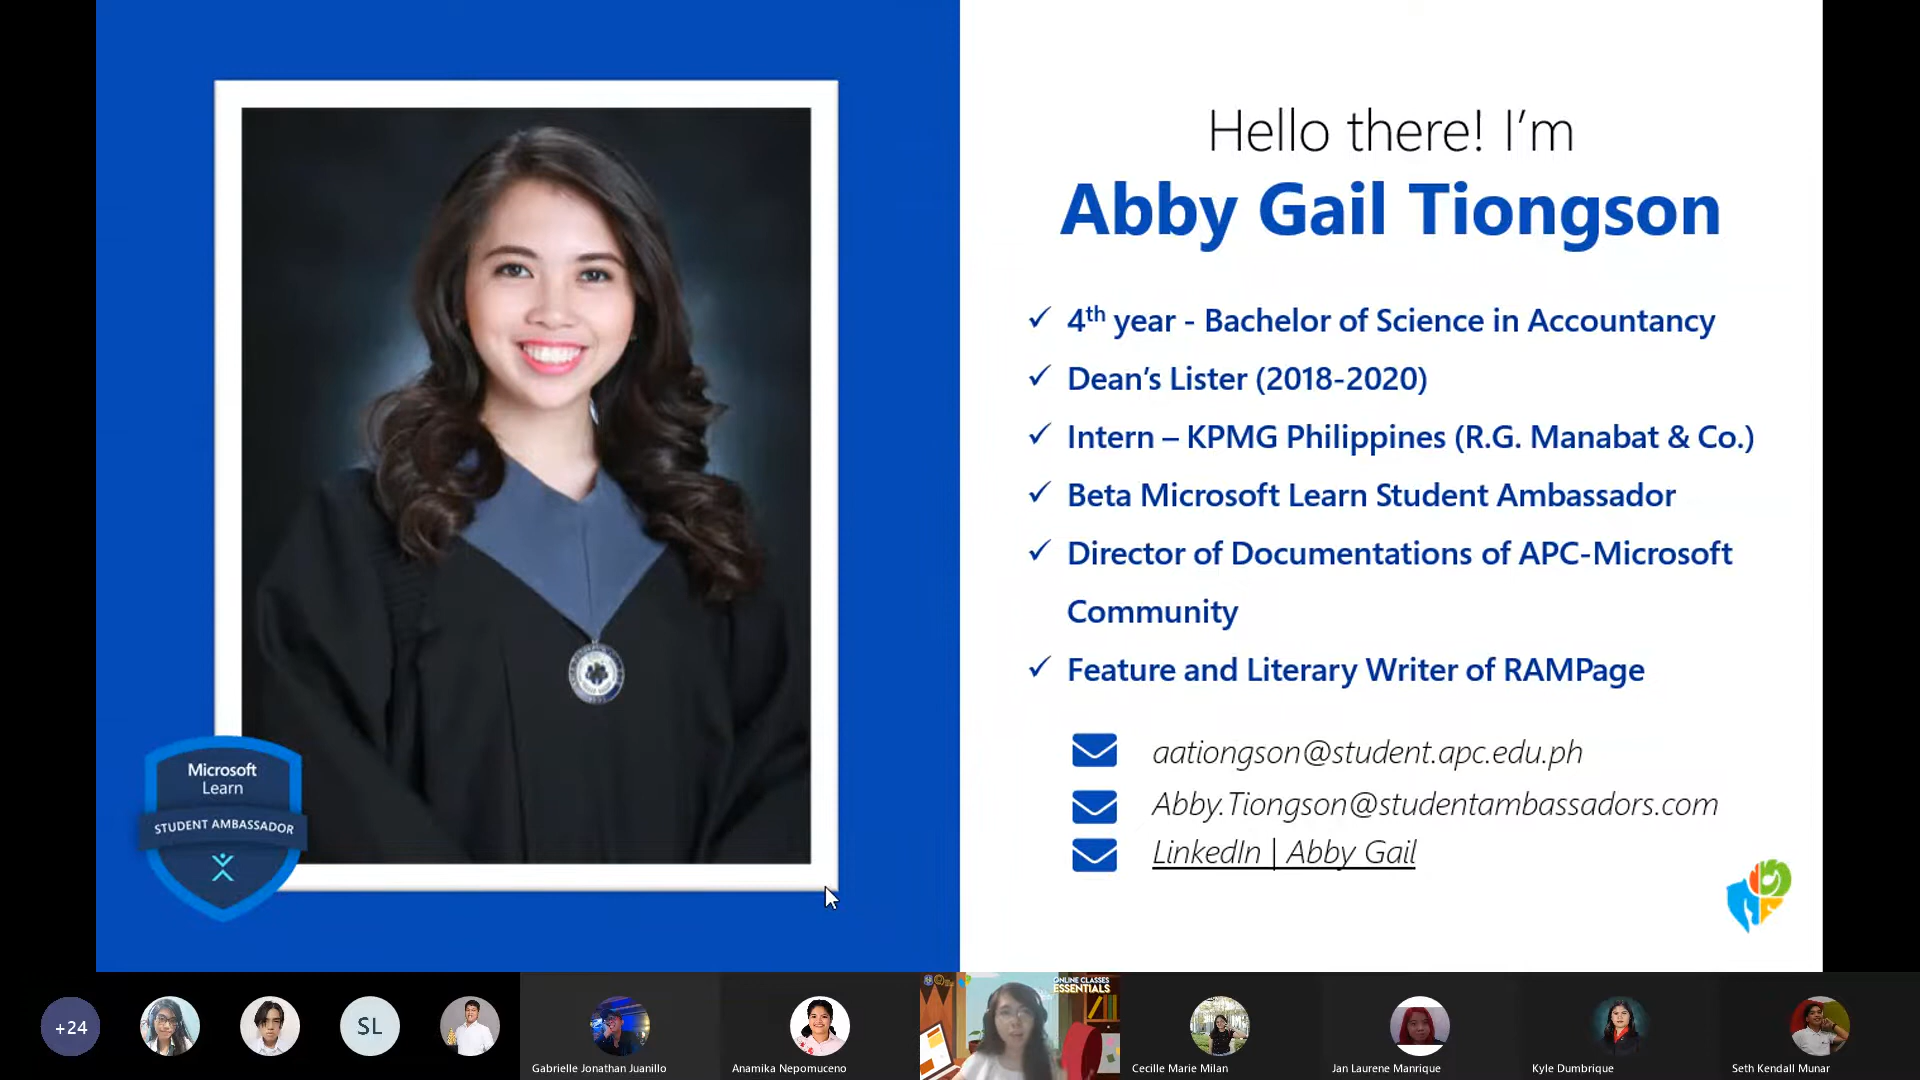 Hello there! I’m
Abby Gail Tiongson
✓ 4th year - Bachelor of Science in Accountancy
✓ Dean’s Lister (2018-2020)
✓ Intern – KPMG Philippines (R.G. Manabat & Co.)
✓ Beta Microsoft Learn Student Ambassador
✓ Director of Documentations of APC-Microsoft
Community
✓ Feature and Literary Writer of RAMPage
aationgson@student.apc.edu.ph
Abby.Tiongson@studentambassadors.com
LinkedIn | Abby Gail
Microsoft
Learn
STUDENT AMBASSADOR
+24
SL
ONLINE CLASSES
ESSENTIALS
Gabrielle Jonathan Juanillo
Anamika Nepomuceno
Cecille Marie Milan
Jan Laurene Manrique
Kyle Dumbrique
Seth Kendall Munar